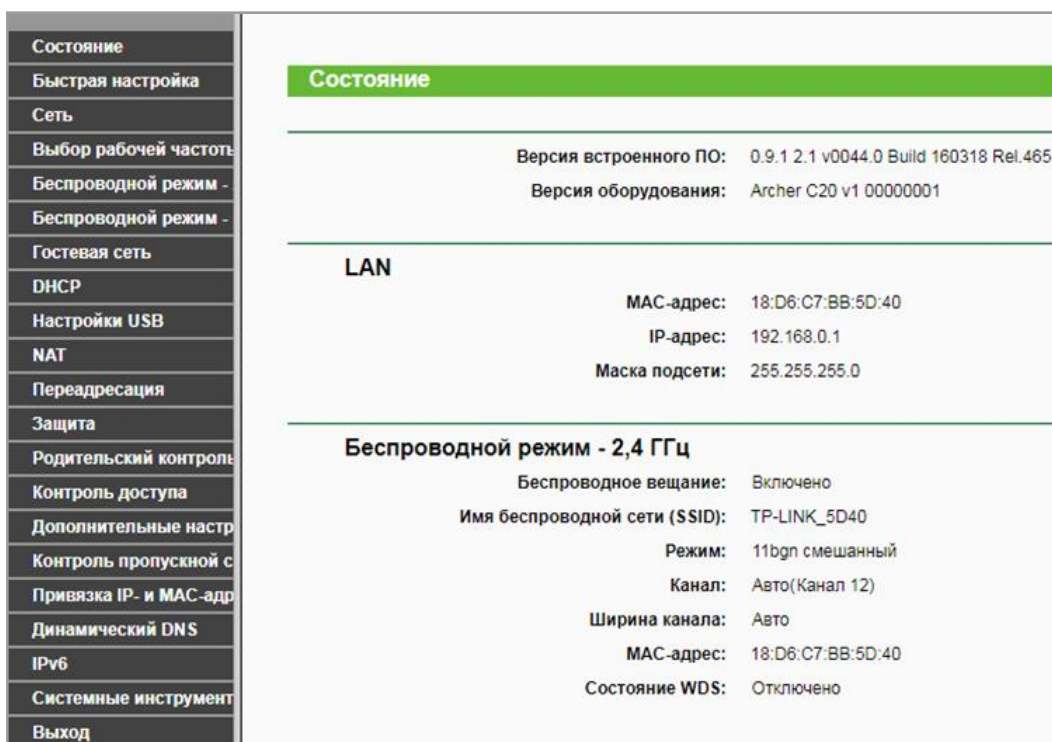 Состояние
Быстрая настройка
Сеть
Выбор рабочей частоты
Беспроводной режим -
Беспроводной режим -
Гостевая сеть
DHCP
Настройки USB
NAT
Переадресация
Защита
Родительский контроль
Контроль доступа
Дополнительные настр
Контроль пропускной с
Привязка IP- и MAC-адр
Динамический DNS
IPv6
Системные инструмент
Выход
Состояние
Версия встроенного ПО: 0.9.1 2.1 v0044.0 Build 160318 Rel.465
Версия оборудования: Archer C20 v1 00000001
LAN
MAC-адрес: 18:D6:C7:BB:5D:40
IP-адрес: 192.168.0.1
Маска подсети: 255.255.255.0
Беспроводной режим - 2,4 ГГц
Беспроводное вещание: Включено
Имя беспроводной сети (SSID): TP-LINK_5D40
Режим: 11bgn смешанный
Канал: Авто(Канал 12)
Ширина канала: Авто
MAC-адрес: 18:D6:C7:BB:5D:40
Состояние WDS: Отключено